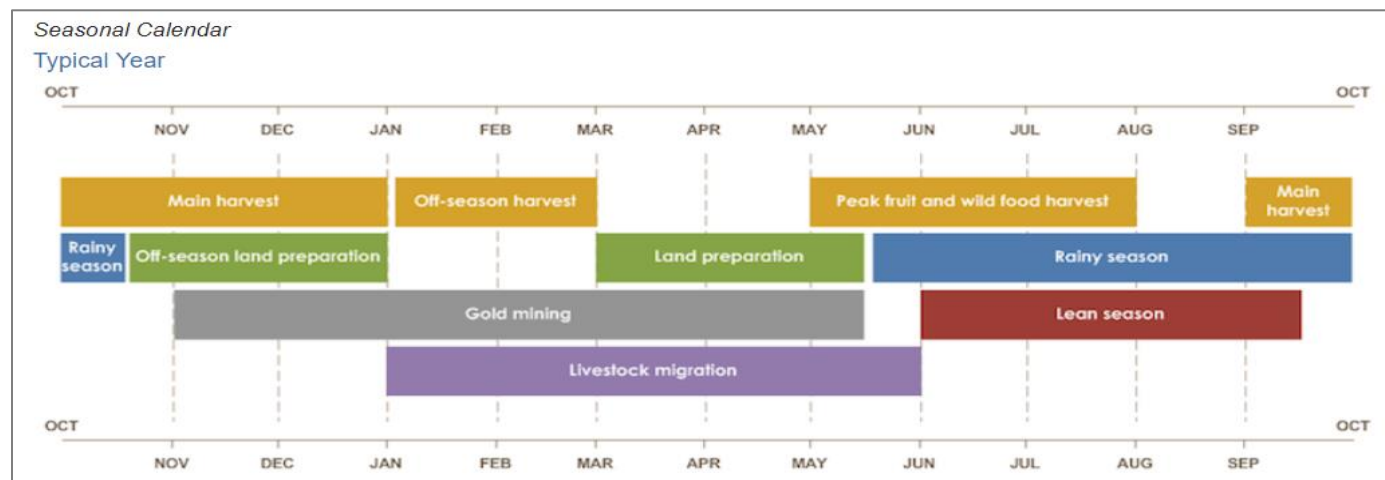 Seasonal Calendar
Typical Year
OCT OCT
NOV DEC JAN FEB MAR APR MAY JUN JUL AUG SEP
Main harvest Off-season harvest Peak fruit and wild food harvest Main
harvest
Rainy
season Off-season land preparation Land preparation Rainy season
Gold mining Lean season
Livestock migration
OCT OCT
NOV DEC JAN FEB MAR APR MAY JUN JUL AUG SEP